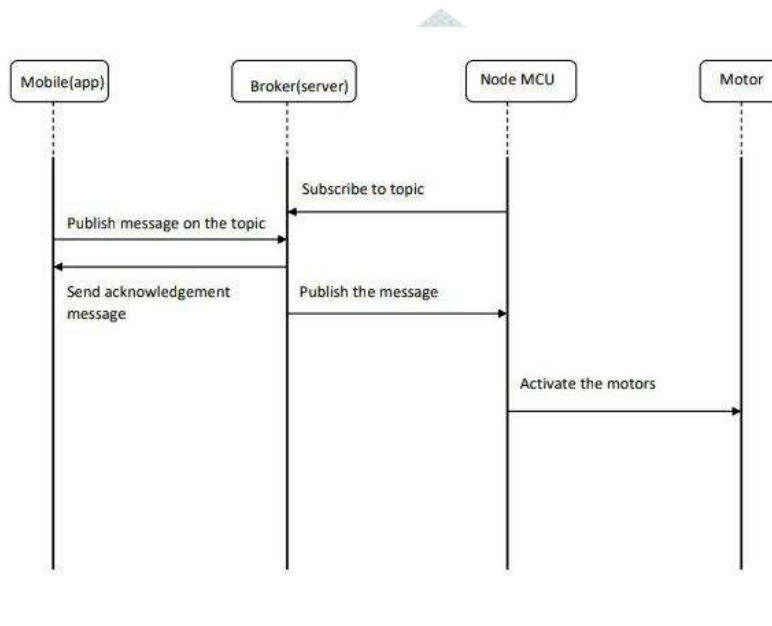 Mobile(app)
Broker(server)
Node MCU
Motor
Subscribe to topic
Publish message on the topic
Send acknowledgement
message
Publish the message
Activate the motors